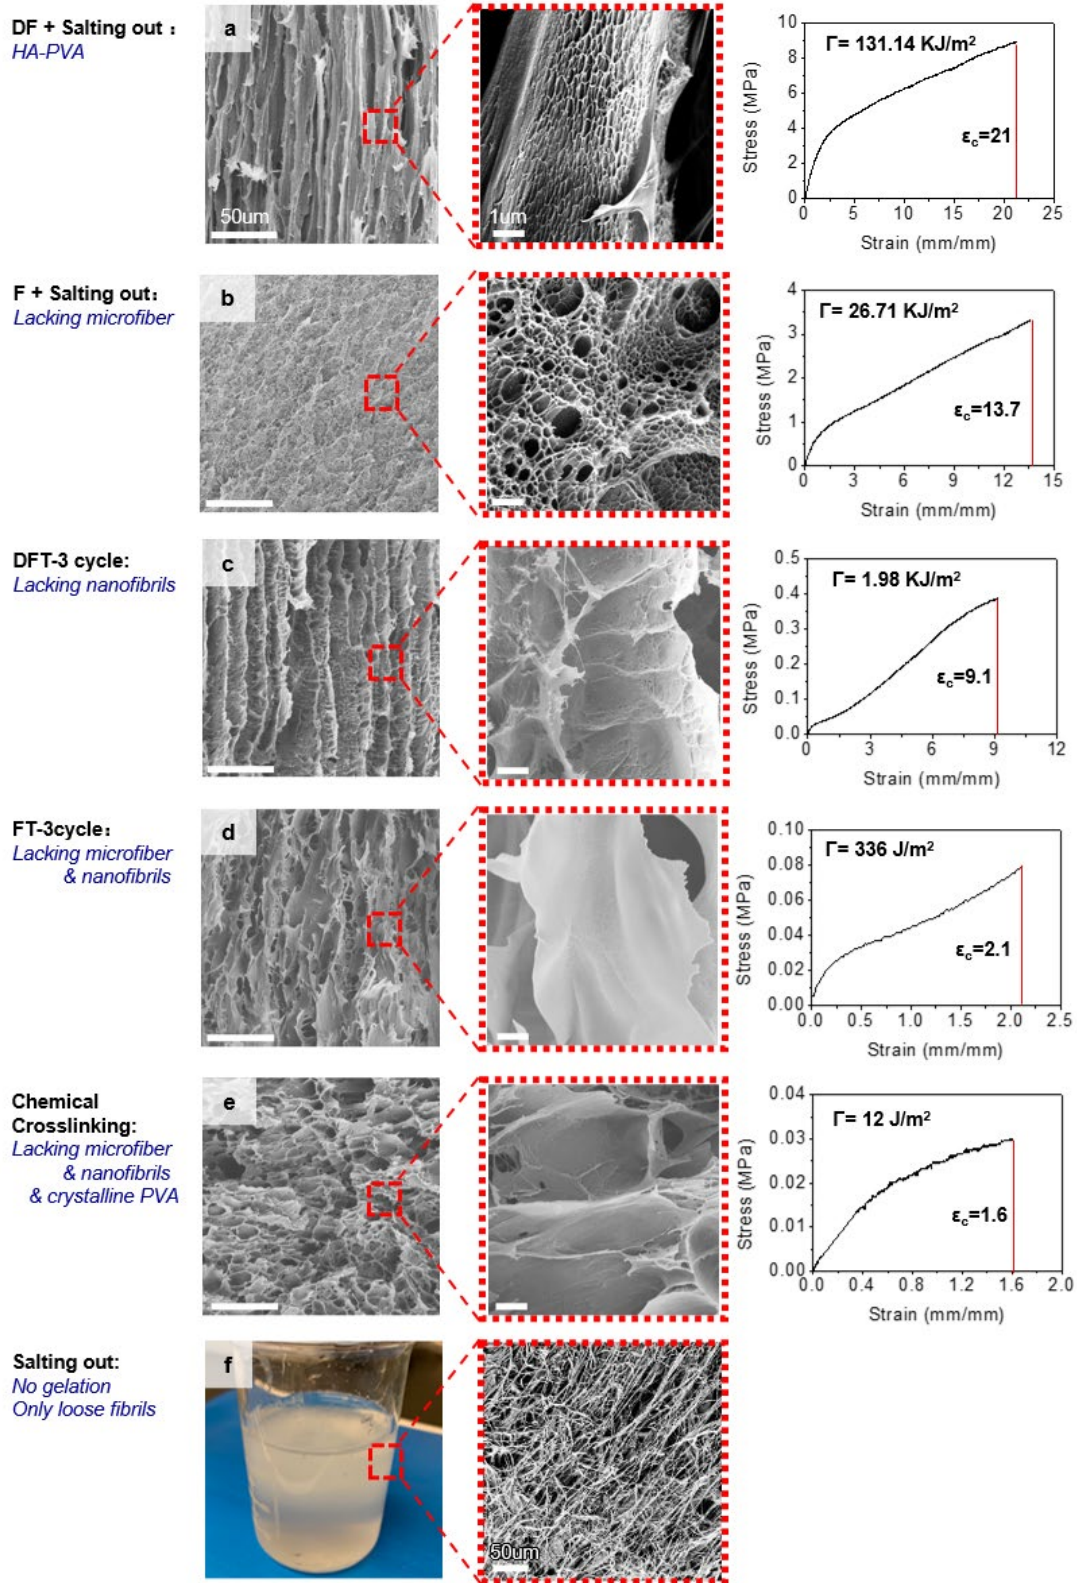 DF + Salting out：
HA-PVA
a
50um
1um
Γ= 131.14 KJ/m²
εc=21
Stress (MPa)
10
8
6
4
2
0
0 5 10 15 20 25
Strain (mm/mm)
F + Salting out：
Lacking microfiber
b
Γ= 26.71 KJ/m²
εc=13.7
Stress (MPa)
4
3
2
1
0
0 3 6 9 12 15
Strain (mm/mm)
DFT-3 cycle:
Lacking nanofibrils
c
Γ= 1.98 KJ/m²
εc=9.1
Stress (MPa)
0.5
0.4
0.3
0.2
0.1
0.0
0 3 6 9 12
Strain (mm/mm)
FT-3cycle：
Lacking microfiber
& nanofibrils
d
Γ= 336 J/m²
εc=2.1
Stress (MPa)
0.10
0.08
0.06
0.04
0.02
0.00
0.0 0.5 1.0 1.5 2.0 2.5
Strain (mm/mm)
Chemical
Crosslinking:
Lacking microfiber
& nanofibrils
& crystalline PVA
e
Γ= 12 J/m²
εc=1.6
Stress (MPa)
0.04
0.03
0.02
0.01
0.00
0.0 0.4 0.8 1.2 1.6 2.0
Strain (mm/mm)
Salting out:
No gelation
Only loose fibrils
f
50um